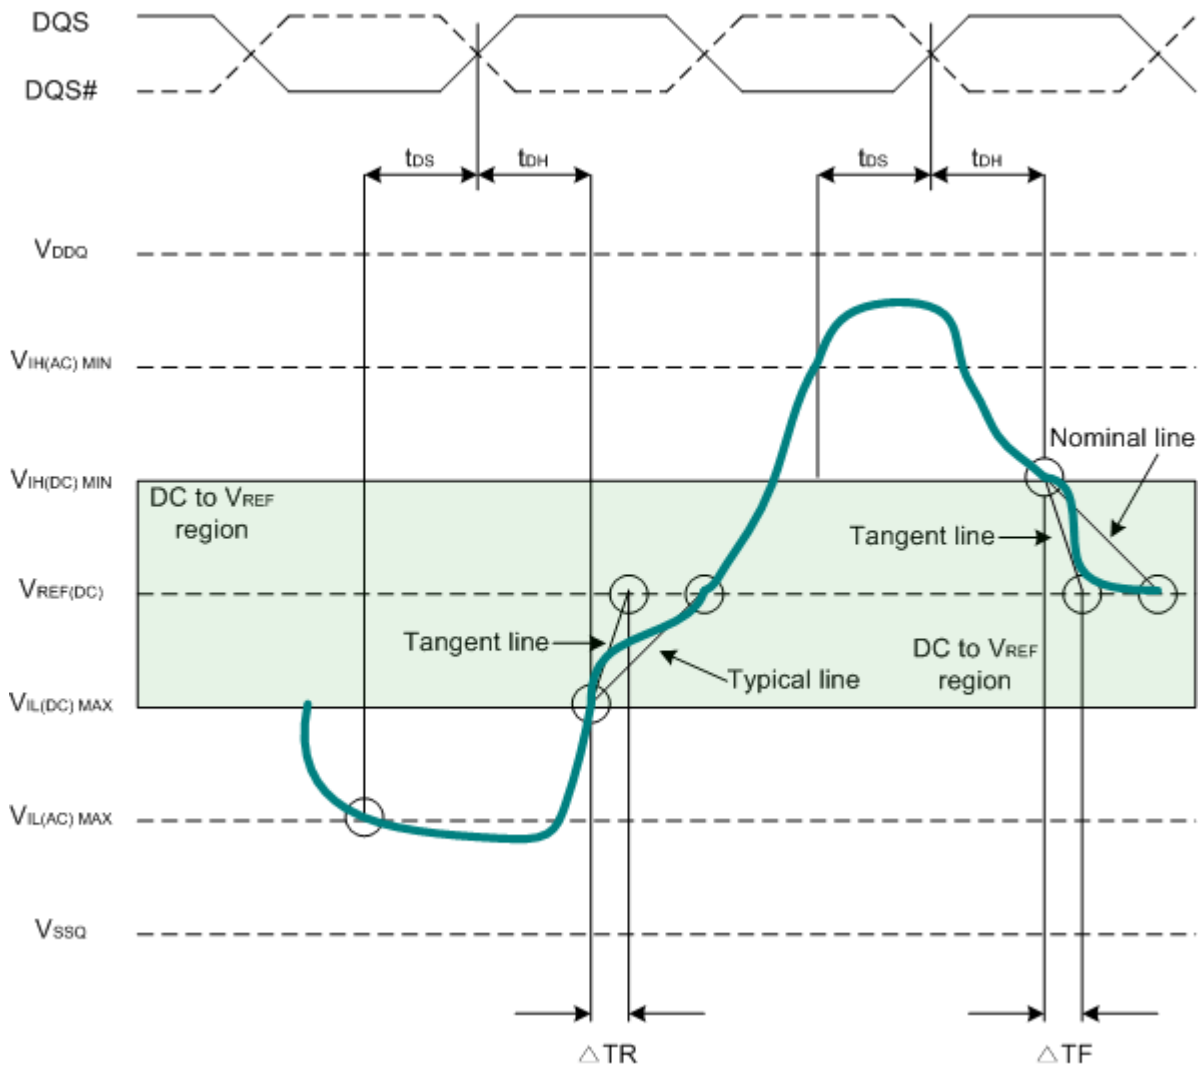 DQS
DQS#
tDS
tDH
tDS
tDH
VDDQ
VIH(AC) MIN
Nominal line
VIH(DC) MIN
DC to VREF
region
Tangent line
VREF(DC)
Tangent line
DC to VREF
region
Typical line
VIL(DC) MAX
VIL(AC) MAX
VSSQ
△TR
△TF